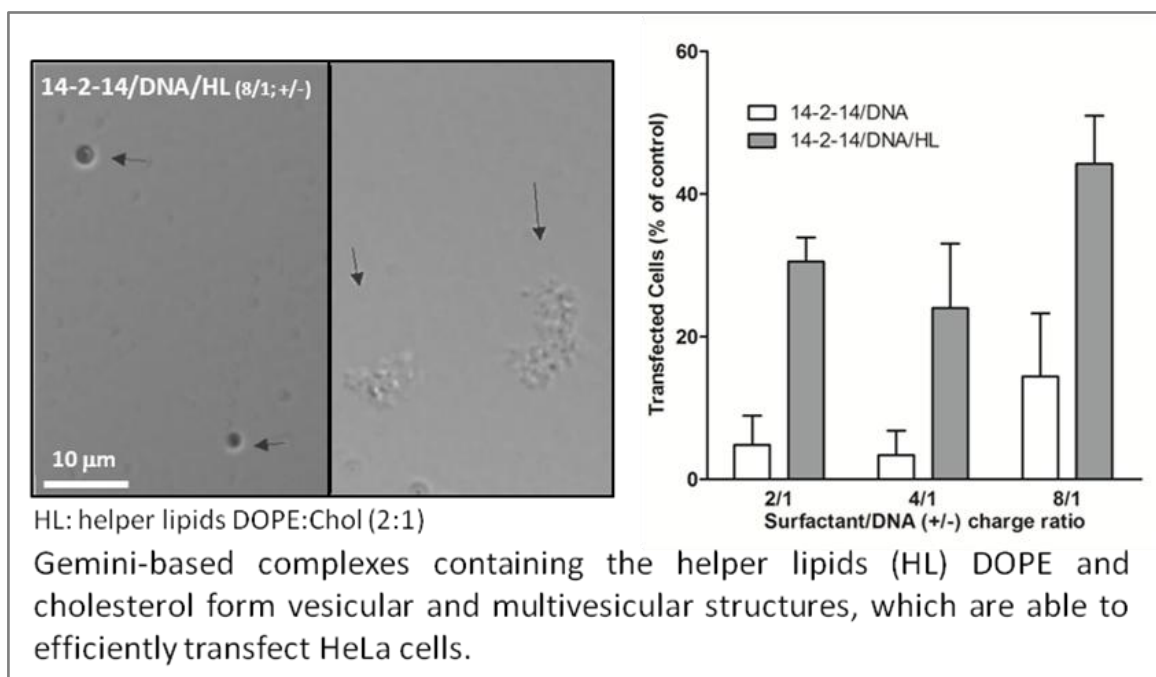 14-2-14/DNA/HL (8/1; +/-)
10 µm
60
40
20
0
Transfected Cells (% of control)
14-2-14/DNA
14-2-14/DNA/HL
2/1
4/1
8/1
Surfactant/DNA (+/-) charge ratio
HL: helper lipids DOPE:Chol (2:1)
Gemini-based complexes containing the helper lipids (HL) DOPE and
cholesterol form vesicular and multivesicular structures, which are able to
efficiently transfect HeLa cells.